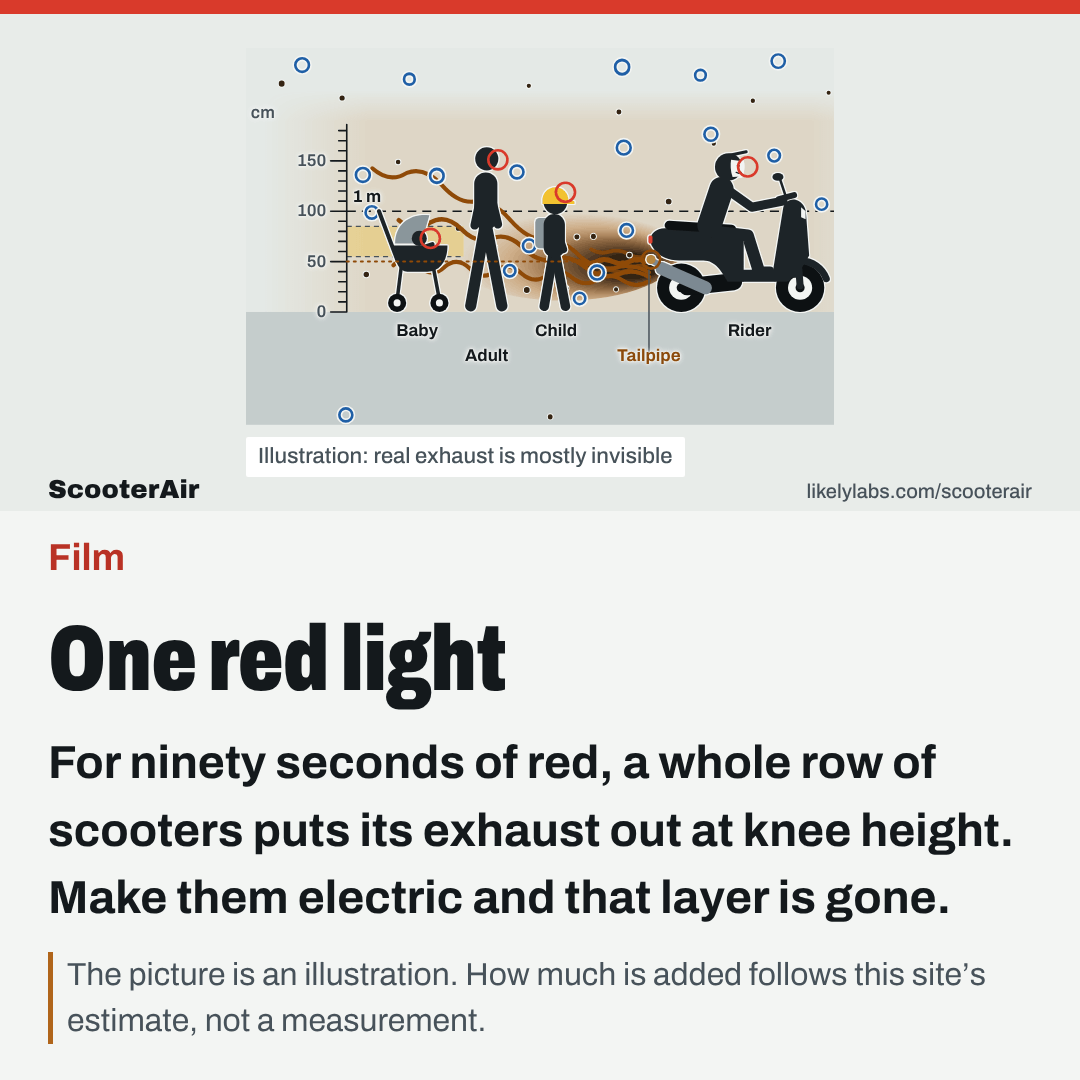 cm
150
1 m
100
50
0
Baby
Child
Rider
Adult
Tailpipe
Illustration: real exhaust is mostly invisible
ScooterAir
likelylabs.com/scooterair
Film
One red light
For ninety seconds of red, a whole row of
scooters puts its exhaust out at knee height.
Make them electric and that layer is gone.
The picture is an illustration. How much is added follows this site’s
estimate, not a measurement.